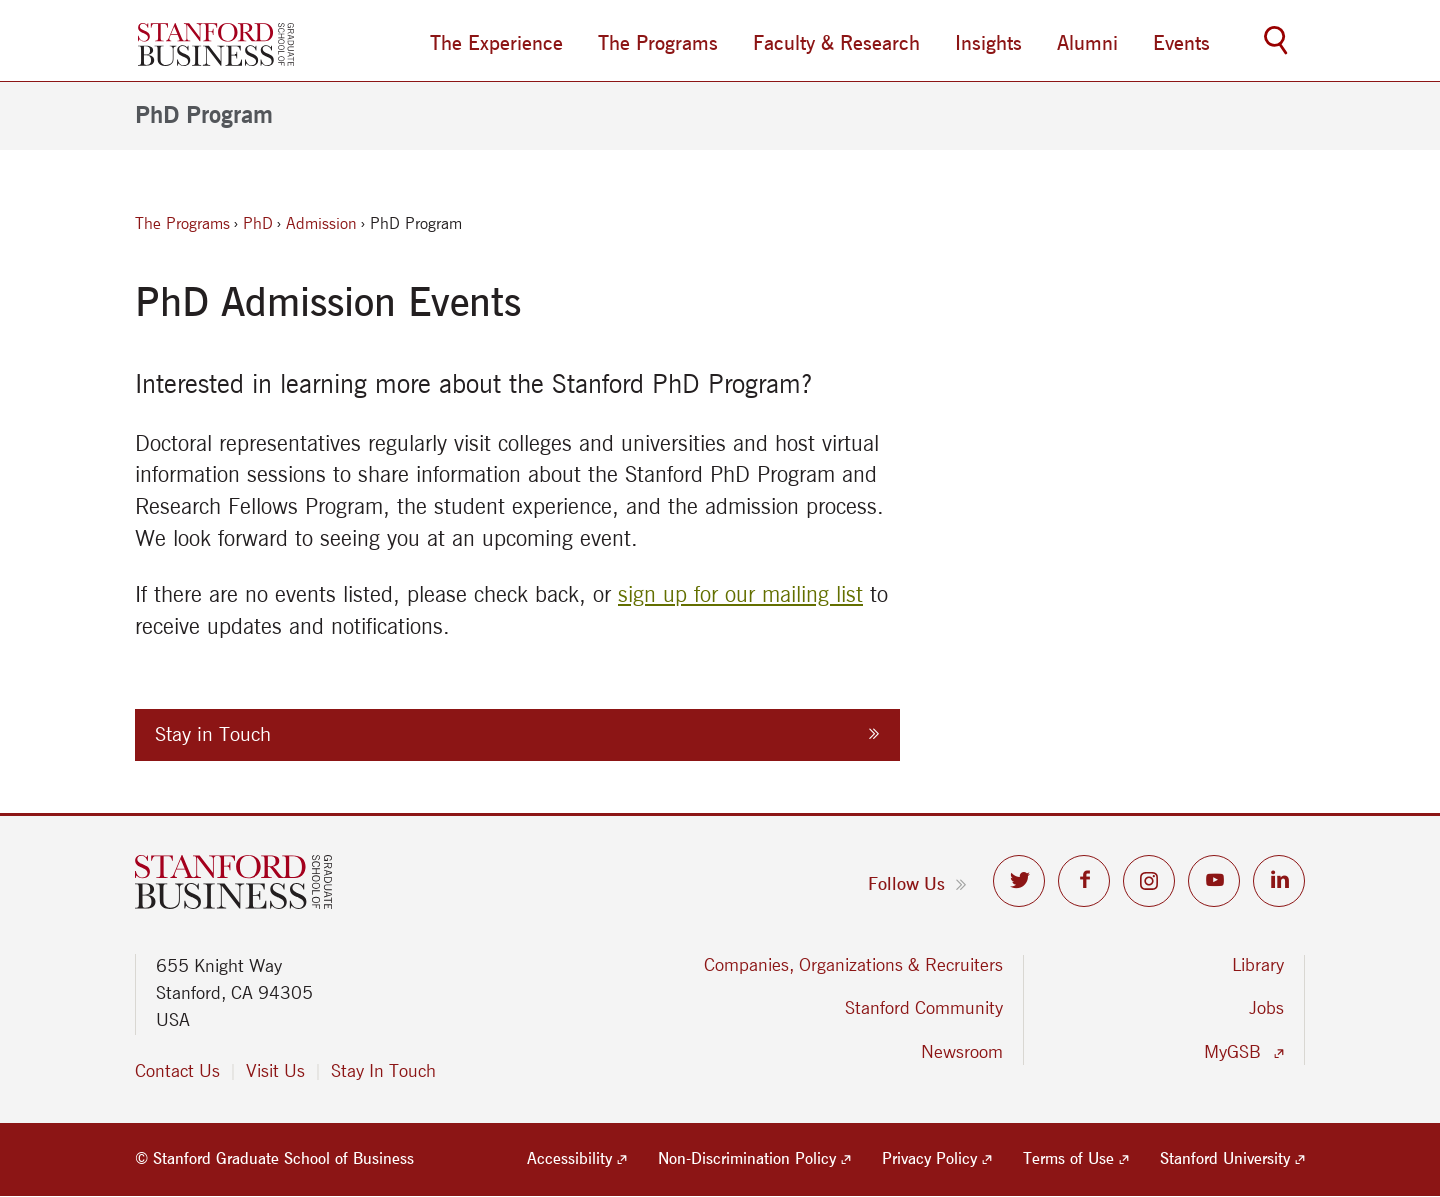 STANFORD
BUSINESS
GRADUATE
SCHOOL OF
The Experience
The Programs
Faculty & Research
Insights
Alumni
Events
PhD Program
The Programs › PhD › Admission › PhD Program
PhD Admission Events
Interested in learning more about the Stanford PhD Program?
Doctoral representatives regularly visit colleges and universities and host virtual
information sessions to share information about the Stanford PhD Program and
Research Fellows Program, the student experience, and the admission process.
We look forward to seeing you at an upcoming event.
If there are no events listed, please check back, or sign up for our mailing list to
receive updates and notifications.
Stay in Touch
STANFORD
BUSINESS
GRADUATE
SCHOOL OF
Follow Us
655 Knight Way
Stanford, CA 94305
USA
Contact Us | Visit Us | Stay In Touch
Companies, Organizations & Recruiters
Stanford Community
Newsroom
Library
Jobs
MyGSB
© Stanford Graduate School of Business
Accessibility
Non-Discrimination Policy
Privacy Policy
Terms of Use
Stanford University